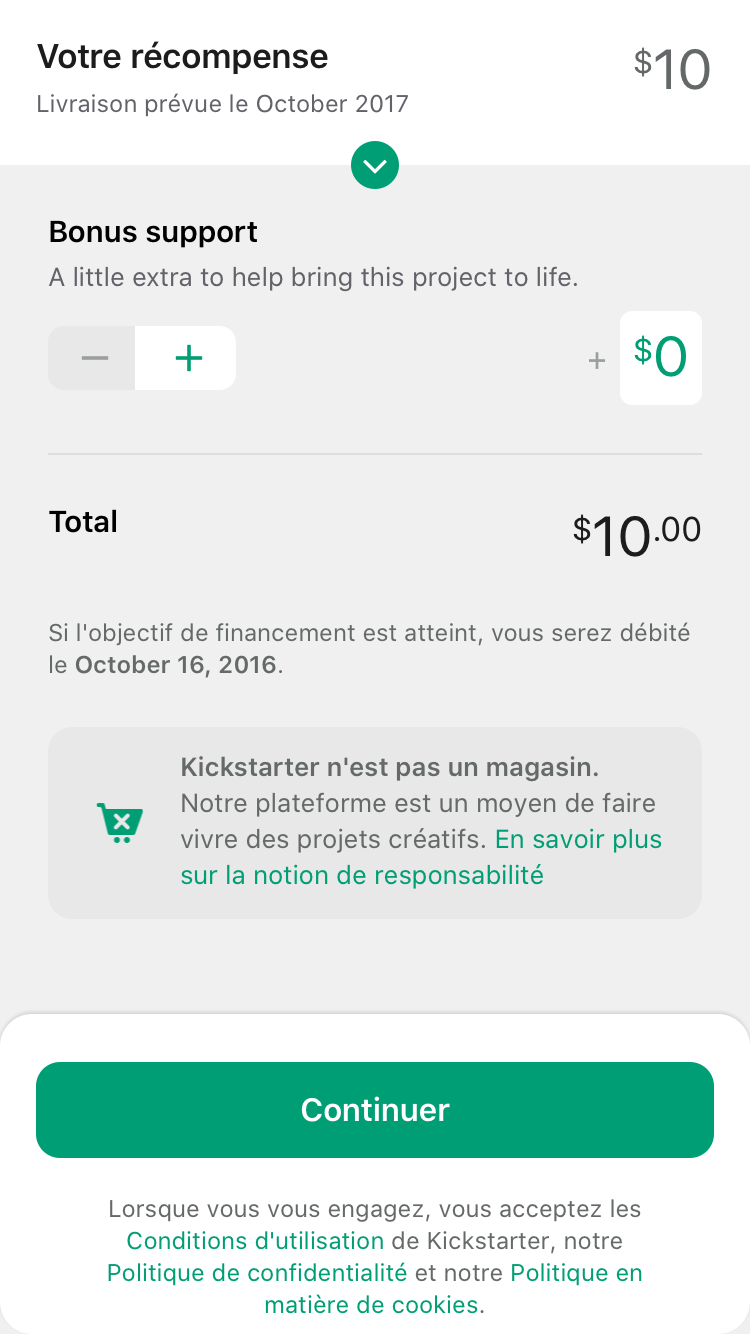 Votre récompense
$10
Livraison prévue le October 2017
Bonus support
A little extra to help bring this project to life.
− +
+ $0
Total
$10.00
Si l'objectif de financement est atteint, vous serez débité
le October 16, 2016.
Kickstarter n'est pas un magasin.
Notre plateforme est un moyen de faire
vivre des projets créatifs. En savoir plus
sur la notion de responsabilité
Continuer
Lorsque vous vous engagez, vous acceptez les
Conditions d'utilisation de Kickstarter, notre
Politique de confidentialité et notre Politique en
matière de cookies.